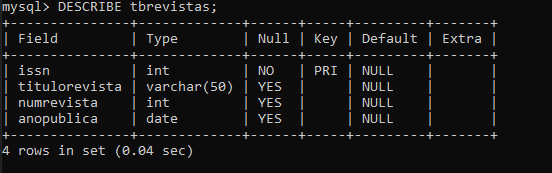 mysql> DESCRIBE tbrevistas;
+--------------+-------------+------+-----+---------+-------+
| Field        | Type        | Null | Key | Default | Extra |
+--------------+-------------+------+-----+---------+-------+
| issn         | int         | NO   | PRI | NULL    |       |
| titulorevista | varchar(50) | YES  |     | NULL    |       |
| numrevista   | int         | YES  |     | NULL    |       |
| anopublica   | date        | YES  |     | NULL    |       |
+--------------+-------------+------+-----+---------+-------+
4 rows in set (0.04 sec)